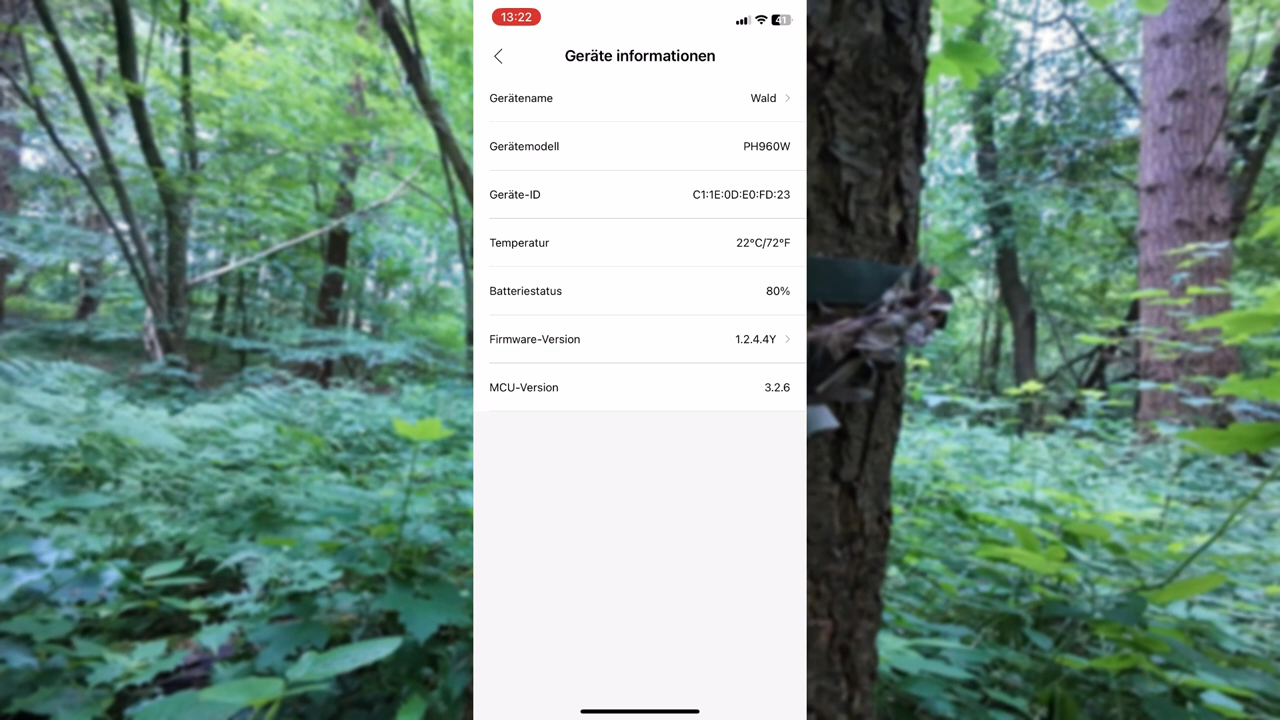 13:22
41
Geräte informationen
Gerätename Wald
Gerätemodell PH960W
Geräte-ID C1:1E:0D:E0:FD:23
Temperatur 22°C/72°F
Batteriestatus 80%
Firmware-Version 1.2.4.4Y
MCU-Version 3.2.6